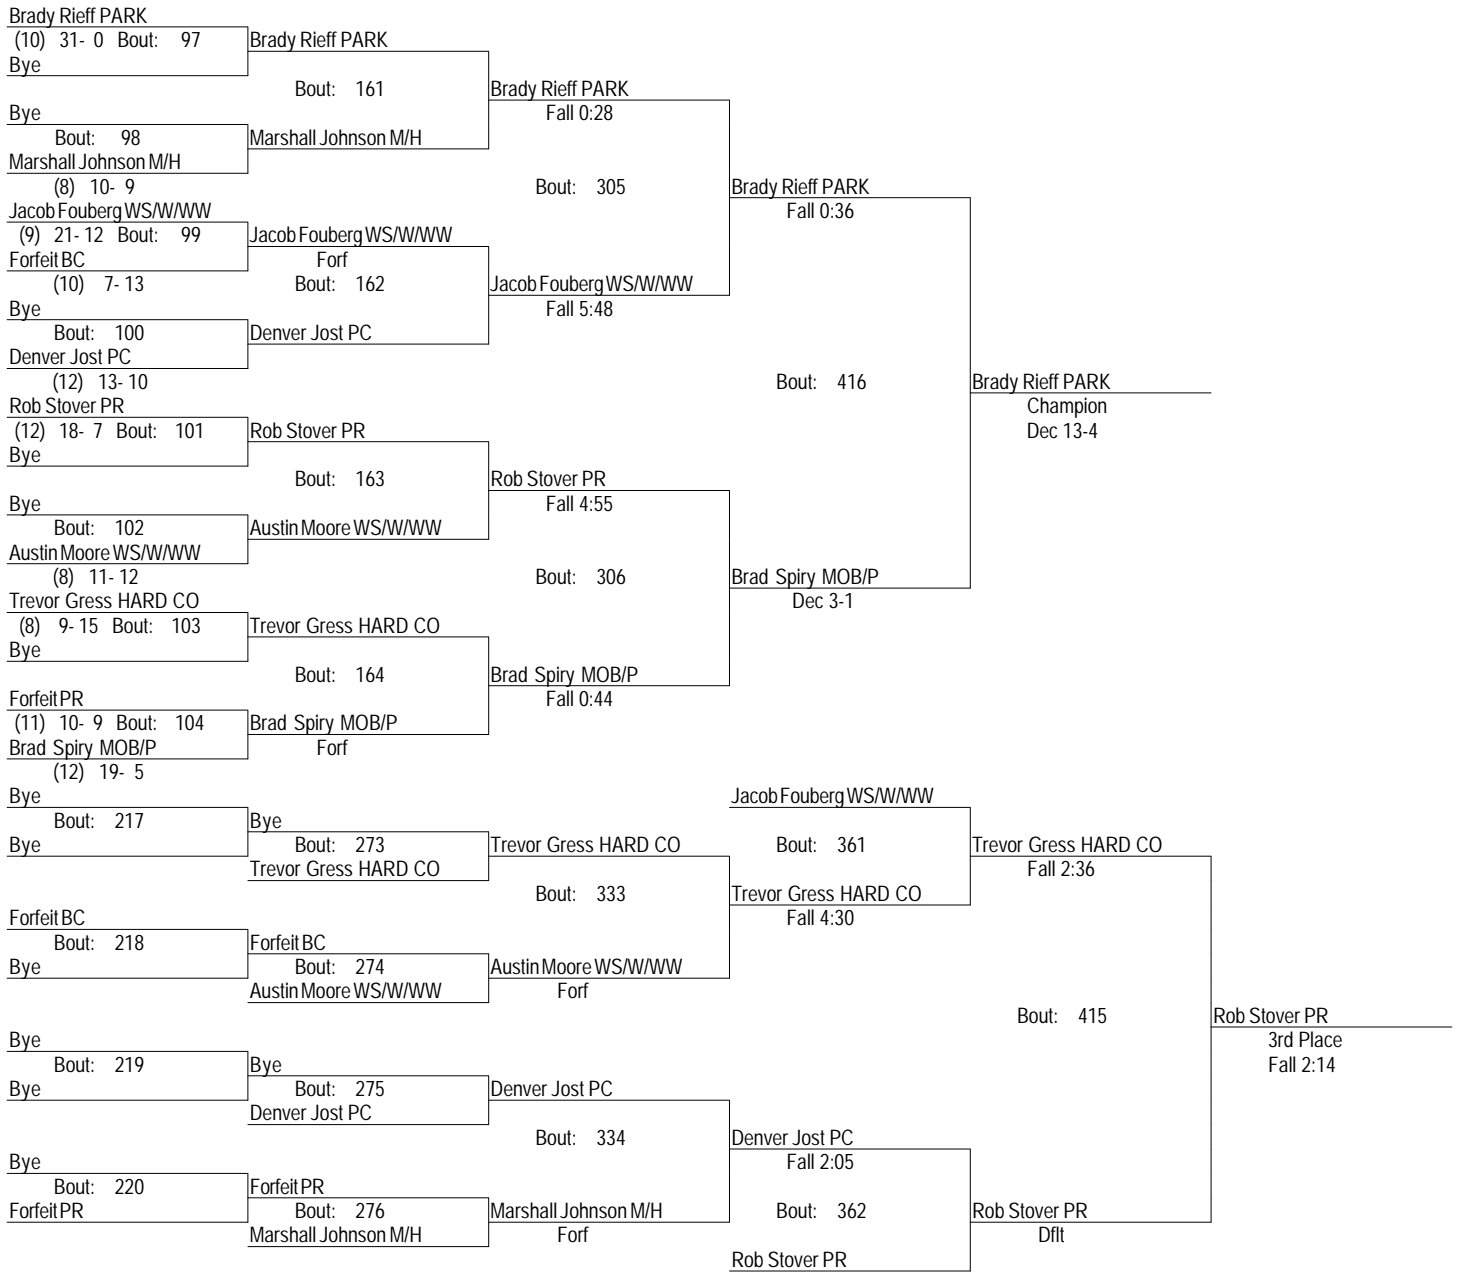 Brady Rieff PARK
(10) 31- 0 Bout: 97
Bye
Bye
Bout: 98
Marshall Johnson M/H
(8) 10- 9
Jacob Fouberg WS/W/WW
(9) 21- 12 Bout: 99
Forfeit BC
(10) 7- 13
Bye
Bout: 100
Denver Jost PC
(12) 13- 10
Rob Stover PR
(12) 18- 7 Bout: 101
Bye
Bye
Bout: 102
Austin Moore WS/W/WW
(8) 11- 12
Trevor Gress HARD CO
(8) 9- 15 Bout: 103
Bye
Forfeit PR
(11) 10- 9 Bout: 104
Brad Spiry MOB/P
(12) 19- 5
Brady Rieff PARK
Bout: 161
Marshall Johnson M/H
Jacob Fouberg WS/W/WW
Forf
Bout: 162
Denver Jost PC
Rob Stover PR
Bout: 163
Austin Moore WS/W/WW
Trevor Gress HARD CO
Bout: 164
Brad Spiry MOB/P
Forf
Brady Rieff PARK
Fall 0:28
Bout: 305
Jacob Fouberg WS/W/WW
Fall 5:48
Rob Stover PR
Fall 4:55
Bout: 306
Brad Spiry MOB/P
Fall 0:44
Brady Rieff PARK
Fall 0:36
Bout: 416
Brad Spiry MOB/P
Dec 3-1
Brady Rieff PARK
Champion
Dec 13-4
Bye
Bout: 217
Bye
Forfeit BC
Bout: 218
Bye
Bye
Bout: 219
Bye
Bye
Bout: 220
Forfeit PR
Bye
Bout: 273
Trevor Gress HARD CO
Forfeit BC
Bout: 274
Austin Moore WS/W/WW
Bye
Bout: 275
Denver Jost PC
Forfeit PR
Bout: 276
Marshall Johnson M/H
Trevor Gress HARD CO
Bout: 333
Austin Moore WS/W/WW
Forf
Denver Jost PC
Bout: 334
Marshall Johnson M/H
Forf
Jacob Fouberg WS/W/WW
Bout: 361
Trevor Gress HARD CO
Fall 4:30
Denver Jost PC
Fall 2:05
Bout: 362
Rob Stover PR
Trevor Gress HARD CO
Fall 2:36
Bout: 415
Rob Stover PR
Dflt
Rob Stover PR
3rd Place
Fall 2:14